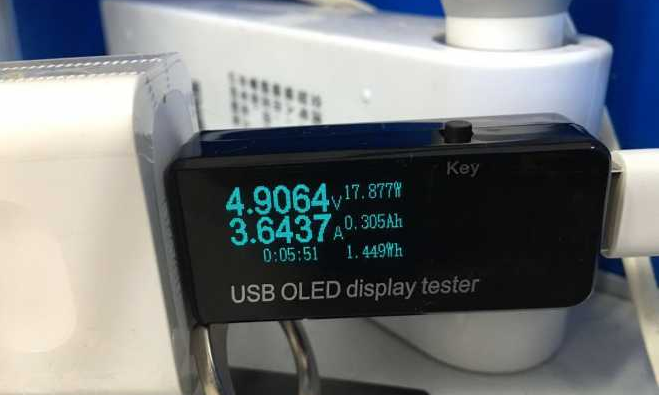 Key
4.9064V 17.877W
3.6437A 0.305Ah
0:05:51 1.449Wh
USB OLED display tester